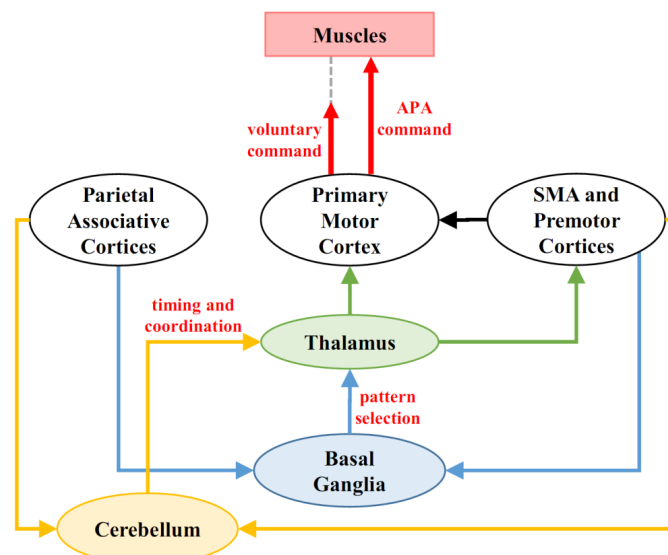 Muscles
voluntary
command
APA
command
Parietal
Associative
Cortices
Primary
Motor
Cortex
SMA and
Premotor
Cortices
timing and
coordination
Thalamus
pattern
selection
Basal
Ganglia
Cerebellum